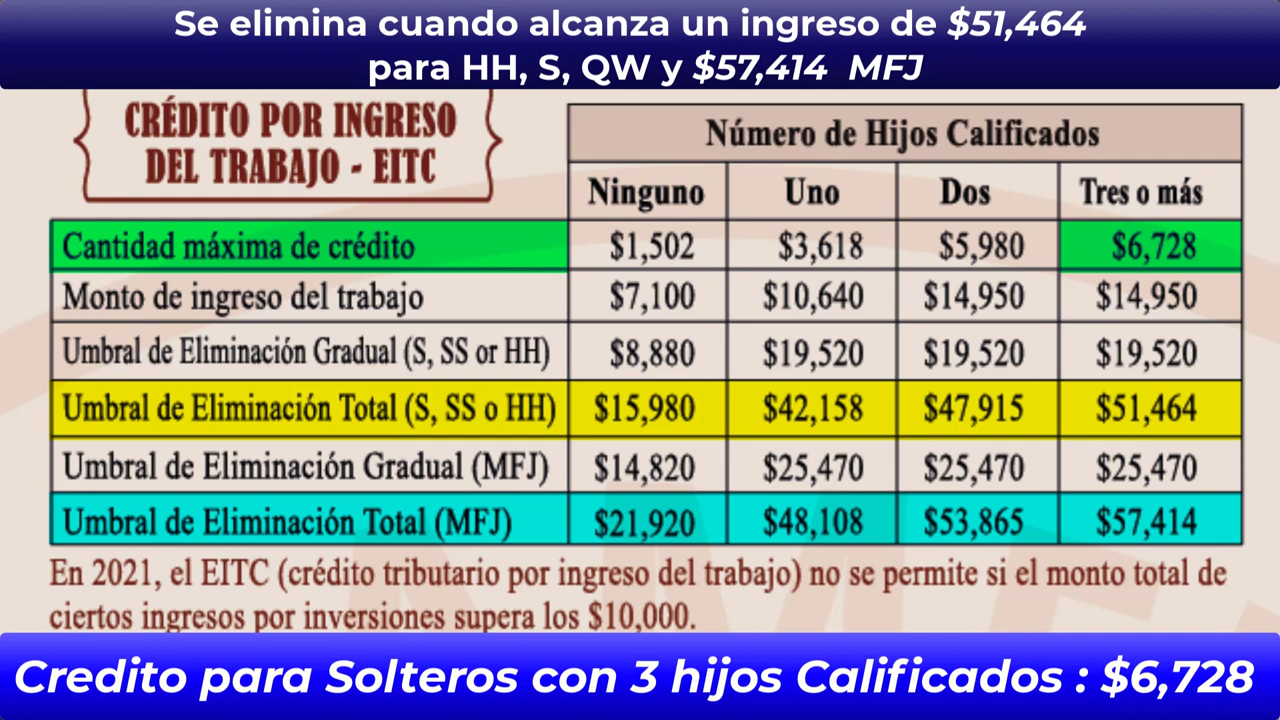 Se elimina cuando alcanza un ingreso de $51,464
para HH, S, QW y $57,414 MFJ
CRÉDITO POR INGRESO
DEL TRABAJO - EITC
Número de Hijos Calificados
Ninguno Uno Dos Tres o más
Cantidad máxima de crédito $1,502 $3,618 $5,980 $6,728
Monto de ingreso del trabajo $7,100 $10,640 $14,950 $14,950
Umbral de Eliminación Gradual (S, SS or HH) $8,880 $19,520 $19,520 $19,520
Umbral de Eliminación Total (S, SS o HH) $15,980 $42,158 $47,915 $51,464
Umbral de Eliminación Gradual (MFJ) $14,820 $25,470 $25,470 $25,470
Umbral de Eliminación Total (MFJ) $21,920 $48,108 $53,865 $57,414
En 2021, el EITC (crédito tributario por ingreso del trabajo) no se permite si el monto total de
ciertos ingresos por inversiones supera los $10,000.
Credito para Solteros con 3 hijos Calificados : $6,728